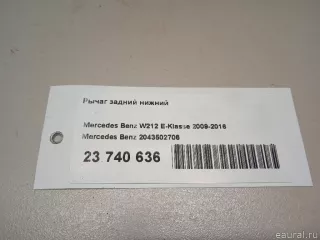 Рычаг задний нижний
Mercedes Benz W212 E-Klasse 2009-2016
Mercedes Benz 2043502706
23 740 636
eaural.ru